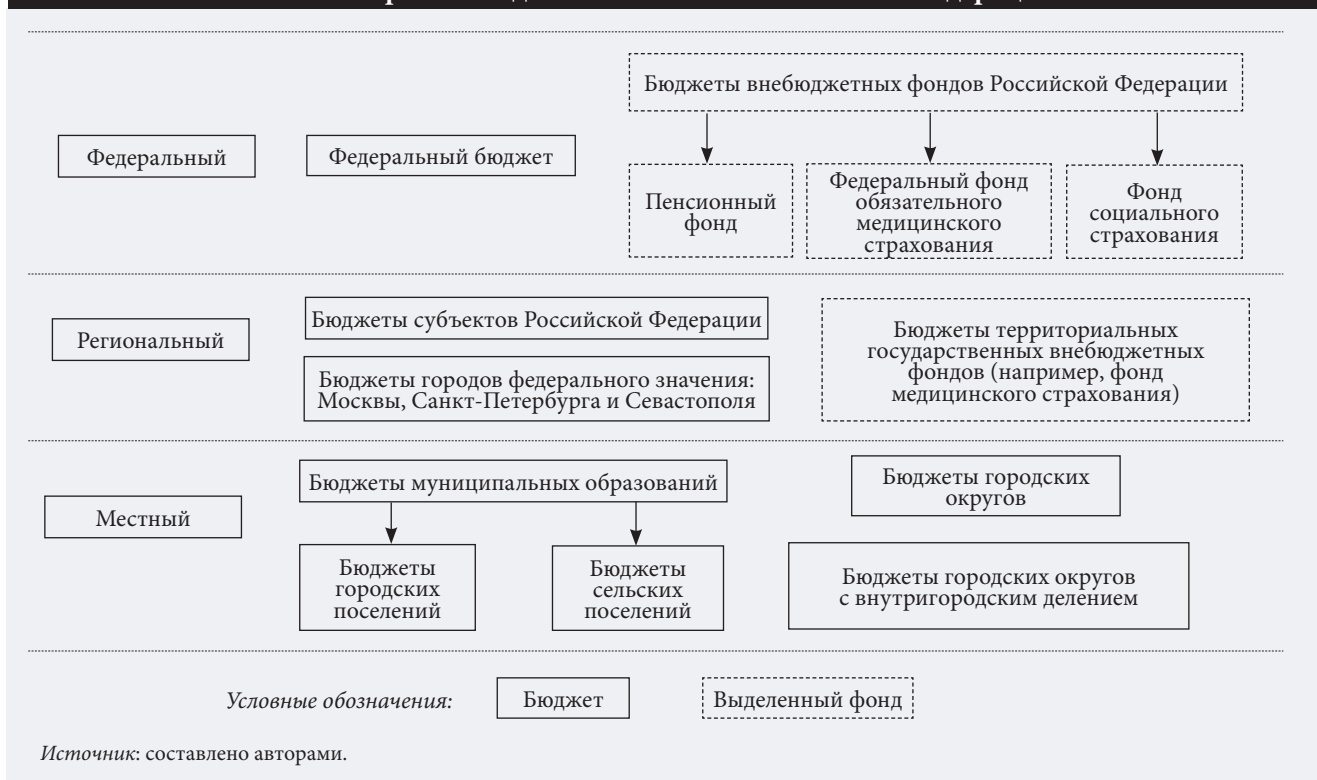 Бюджеты внебюджетных фондов Российской Федерации
Федеральный
Федеральный бюджет
Пенсионный
фонд
Федеральный фонд
обязательного
медицинского
страхования
Фонд
социального
страхования
Региональный
Бюджеты субъектов Российской Федерации
Бюджеты городов федерального значения:
Москвы, Санкт-Петербурга и Севастополя
Бюджеты территориальных
государственных внебюджетных
фондов (например, фонд
медицинского страхования)
Местный
Бюджеты муниципальных образований
Бюджеты городских
округов
Бюджеты
городских
поселений
Бюджеты
сельских
поселений
Бюджеты городских округов
с внутригородским делением
Условные обозначения:
Бюджет
Выделенный фонд
Источник: составлено авторами.